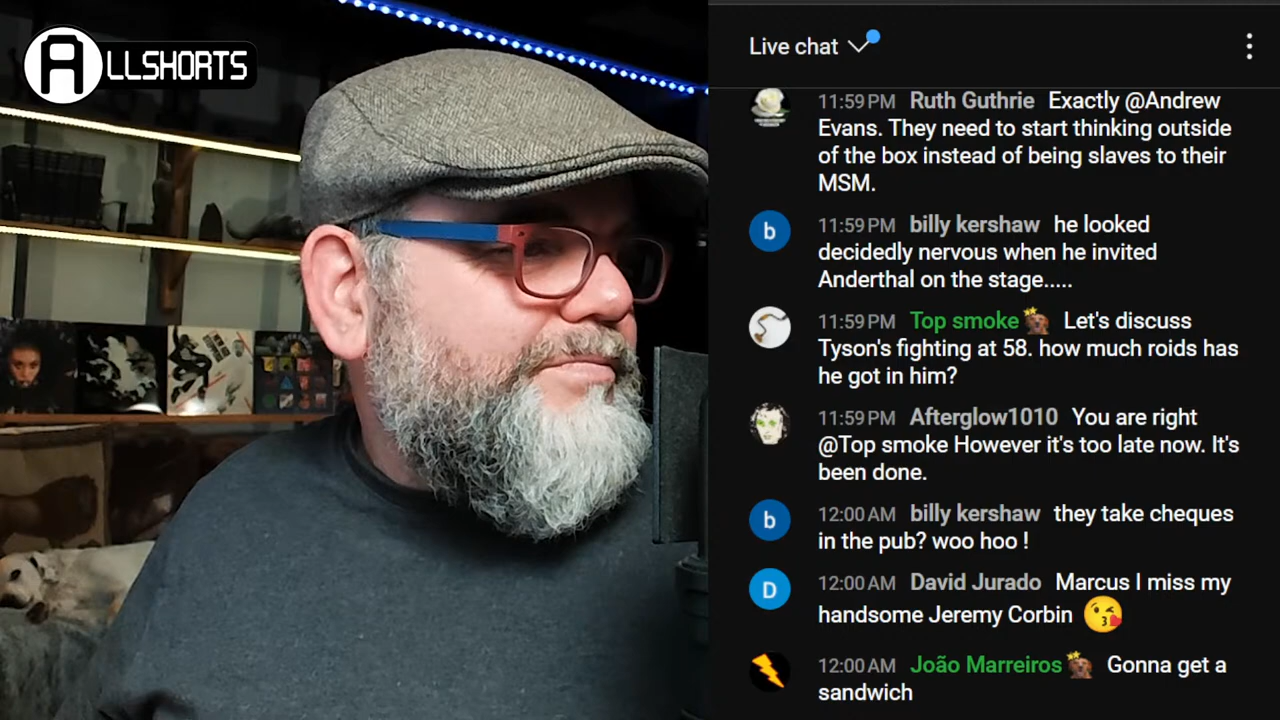 ALLSHORTS
Live chat
11:59 PM Ruth Guthrie Exactly @Andrew
Evans. They need to start thinking outside
of the box instead of being slaves to their
MSM.
b
11:59 PM billy kershaw he looked
decidedly nervous when he invited
Anderthal on the stage.....
11:59 PM Top smoke Let's discuss
Tyson's fighting at 58. how much roids has
he got in him?
11:59 PM Afterglow1010 You are right
@Top smoke However it's too late now. It's
been done.
b
12:00 AM billy kershaw they take cheques
in the pub? woo hoo !
D
12:00 AM David Jurado Marcus I miss my
handsome Jeremy Corbin 😘
12:00 AM João Marreiros Gonna get a
sandwich